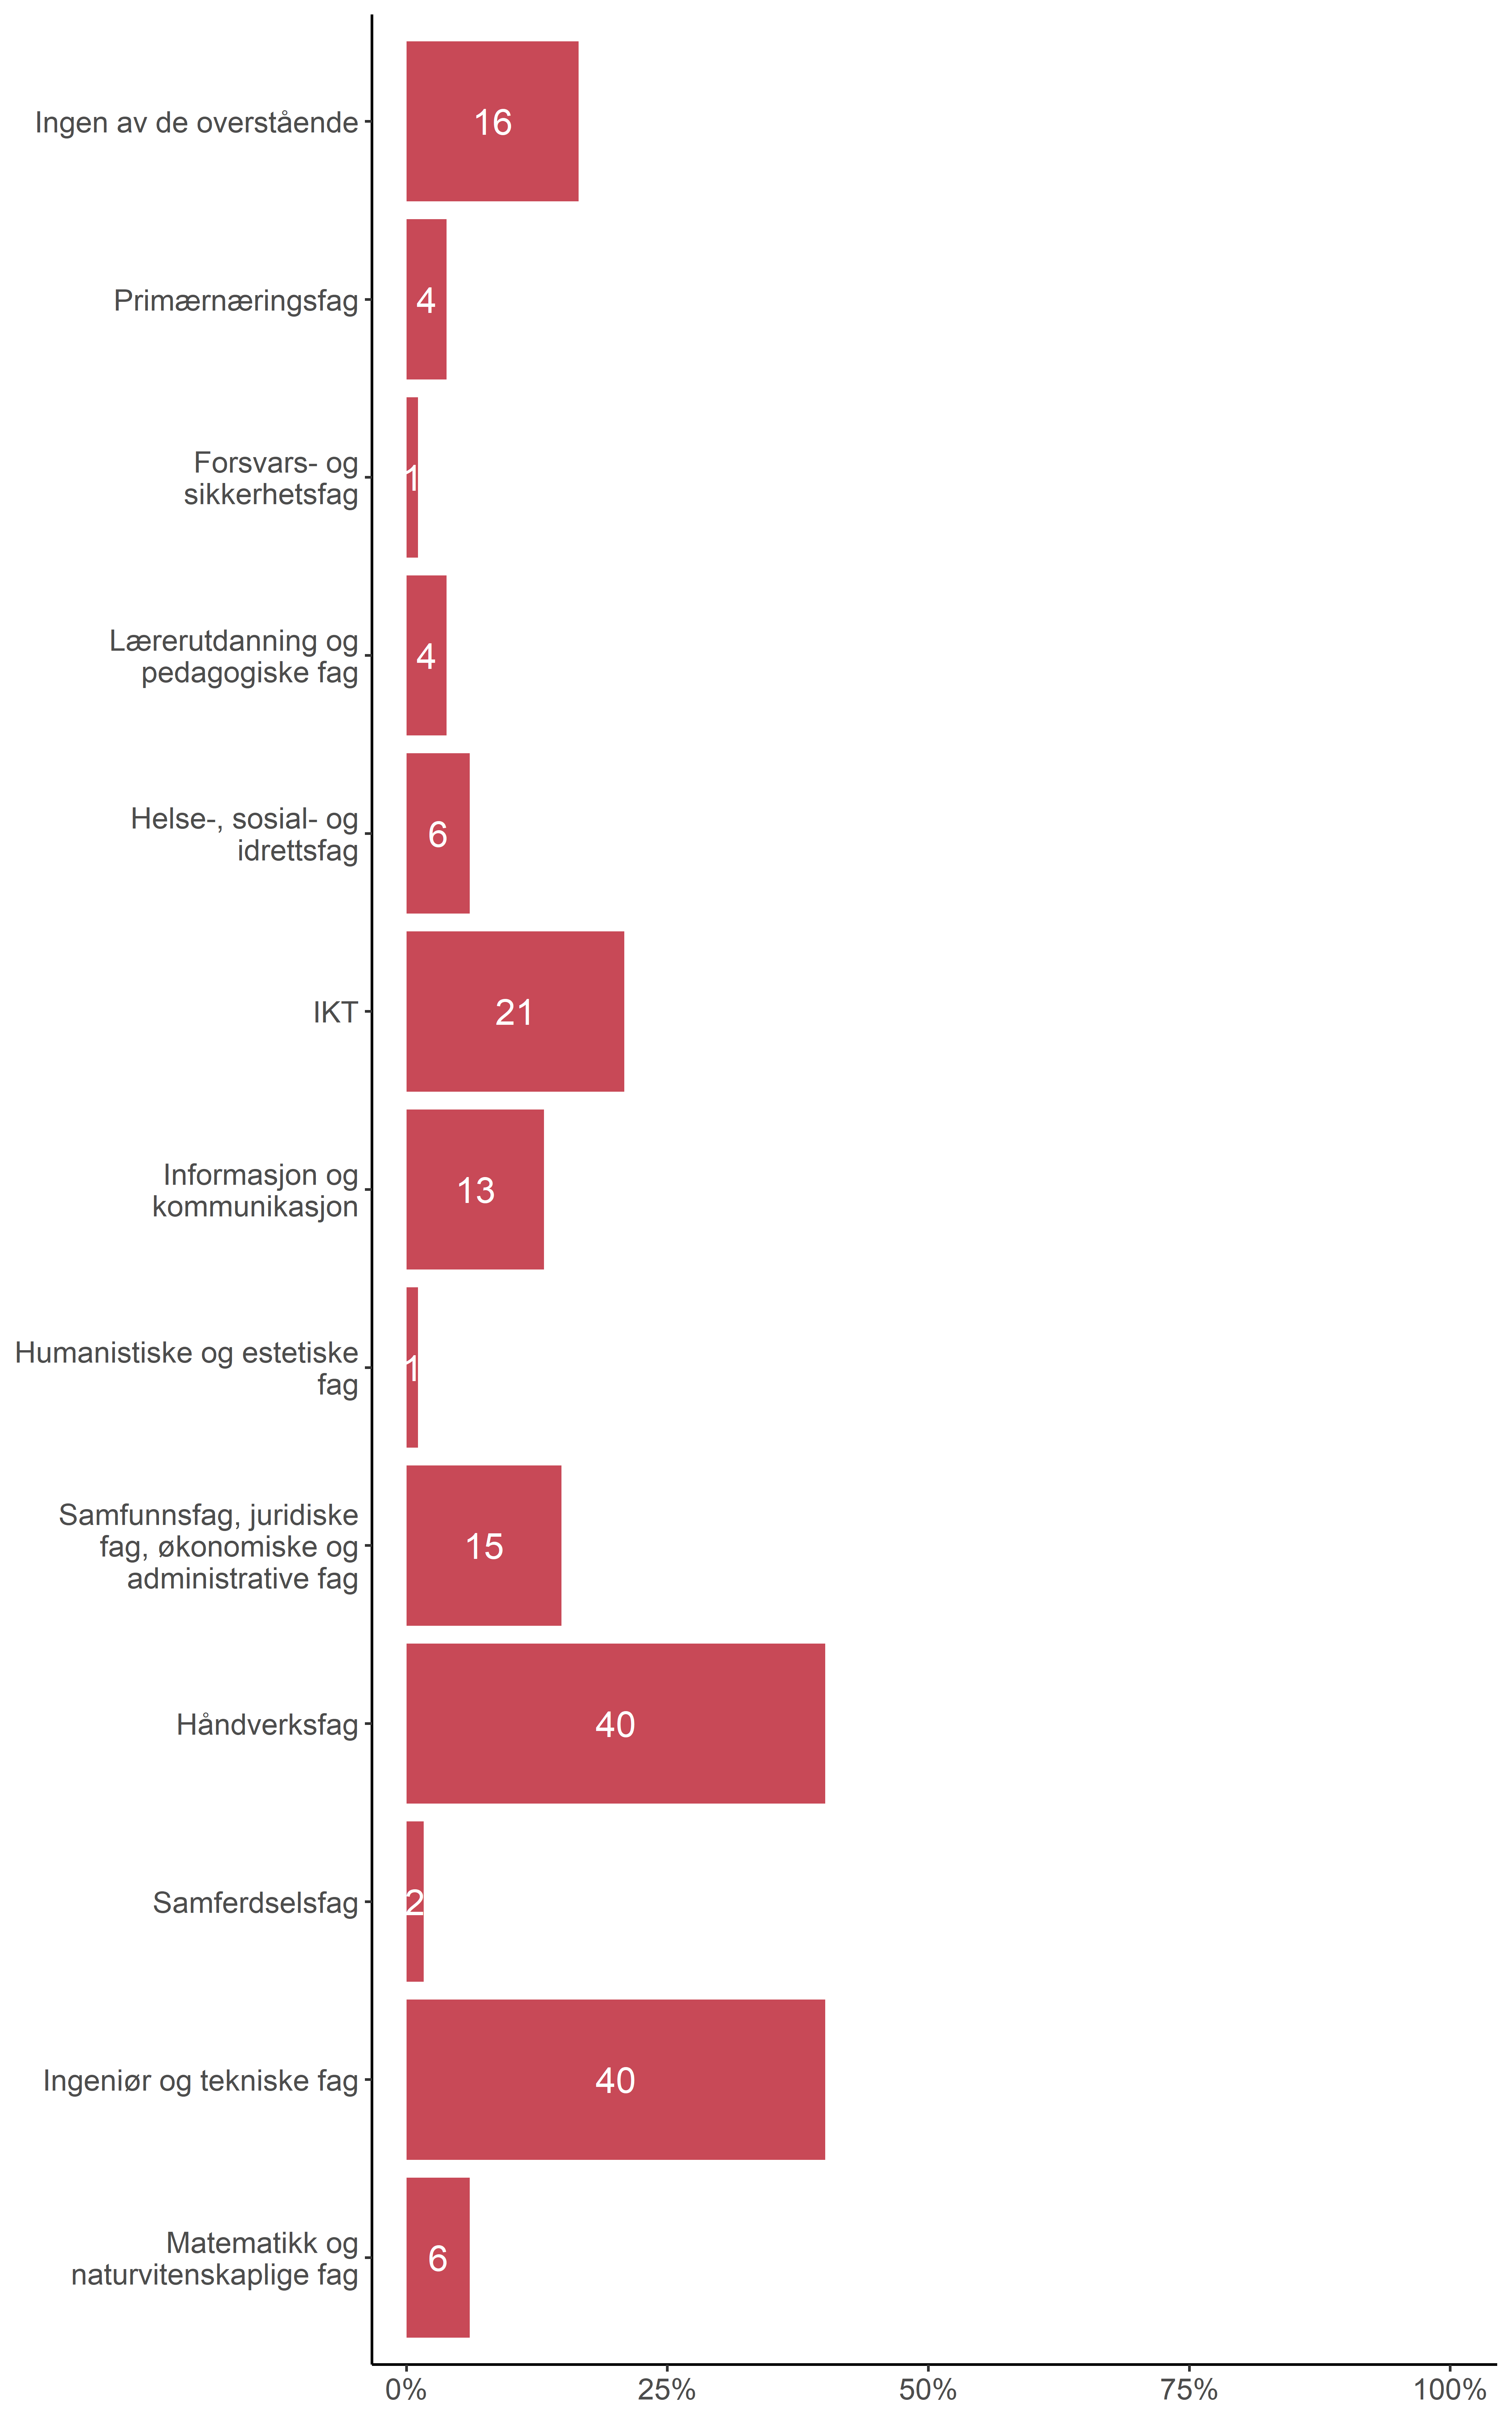 Ingen av de overstående
16
Primærnæringsfag
4
Forsvars- og
sikkerhetsfag
1
Lærerutdanning og
pedagogiske fag
4
Helse-, sosial- og
idrettsfag
6
IKT
21
Informasjon og
kommunikasjon
13
Humanistiske og estetiske
fag
1
Samfunnsfag, juridiske
fag, økonomiske og
administrative fag
15
Håndverksfag
40
Samferdselsfag
2
Ingeniør og tekniske fag
40
Matematikk og
naturvitenskaplige fag
6
0% 25% 50% 75% 100%